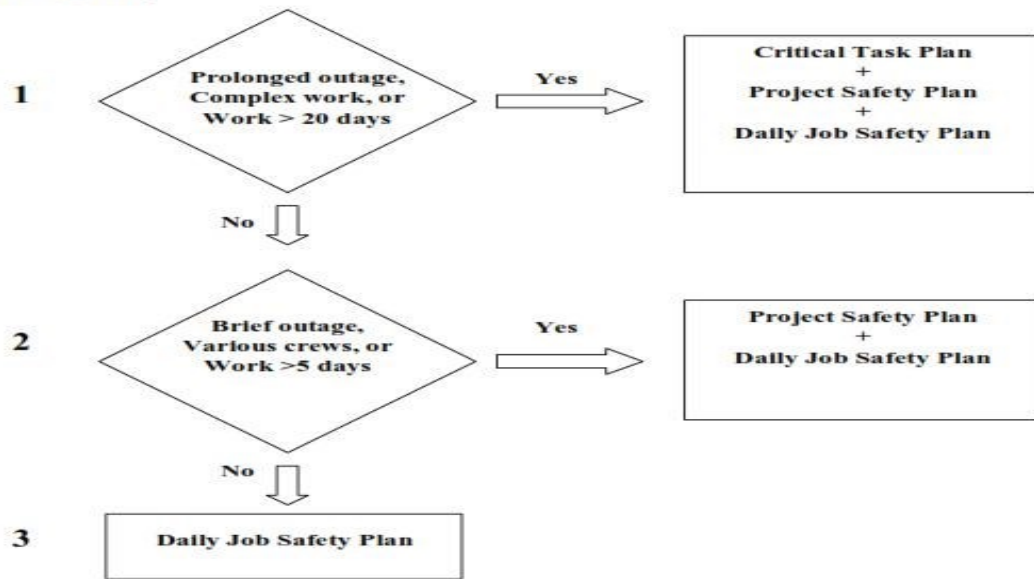 1
Prolonged outage,
Complex work, or
Work > 20 days
Yes
Critical Task Plan
+
Project Safety Plan
+
Daily Job Safety Plan
No
2
Brief outage,
Various crews, or
Work >5 days
Yes
Project Safety Plan
+
Daily Job Safety Plan
No
3
Daily Job Safety Plan